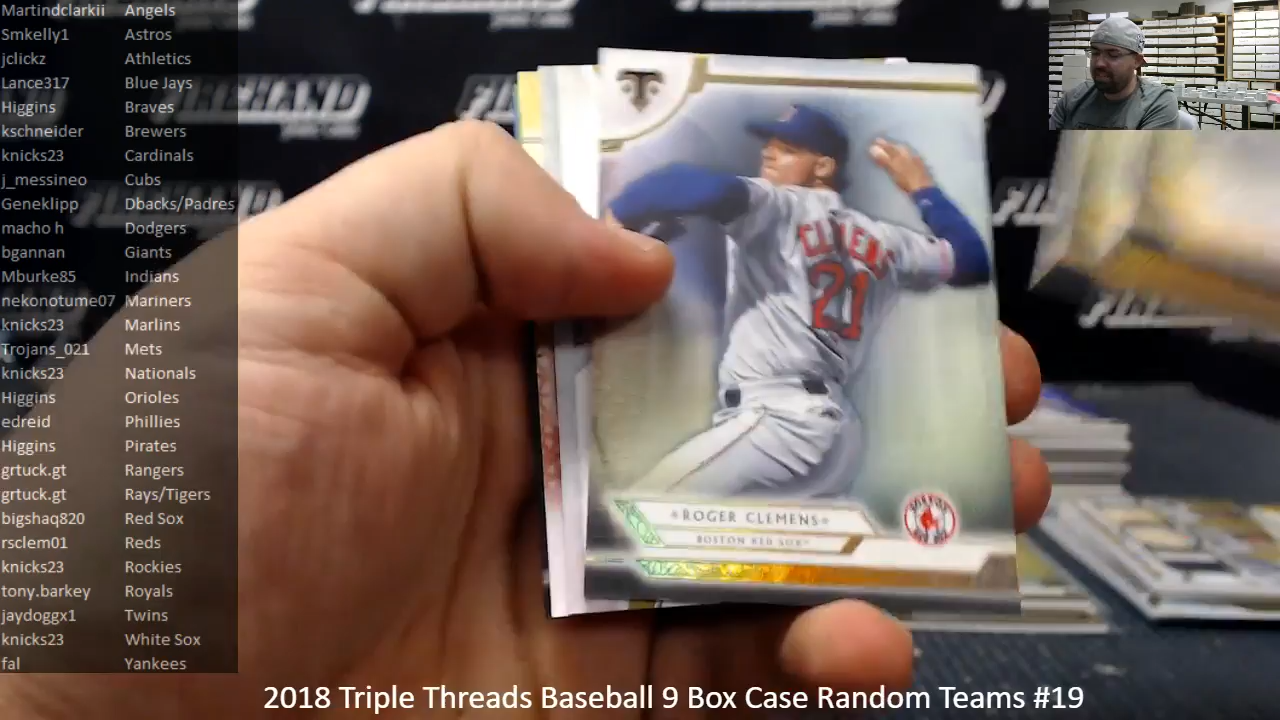 Martindclarkii Angels
Smkelly1 Astros
jclickz Athletics
Lance317 Blue Jays
Higgins Braves
kschneider Brewers
knicks23 Cardinals
j_messineo Cubs
Geneklipp Dbacks/Padres
macho h Dodgers
bgannan Giants
Mburke85 Indians
nekonotume07 Mariners
knicks23 Marlins
Trojans_021 Mets
knicks23 Nationals
Higgins Orioles
edreid Phillies
Higgins Pirates
grtuck.gt Rangers
grtuck.gt Rays/Tigers
bigshaq820 Red Sox
rsclem01 Reds
knicks23 Rockies
tony.barkey Royals
jaydoggx1 Twins
knicks23 White Sox
fal Yankees
CLEMENS
21
ROGER CLEMENS
BOSTON RED SOX
2018 Triple Threads Baseball 9 Box Case Random Teams #19